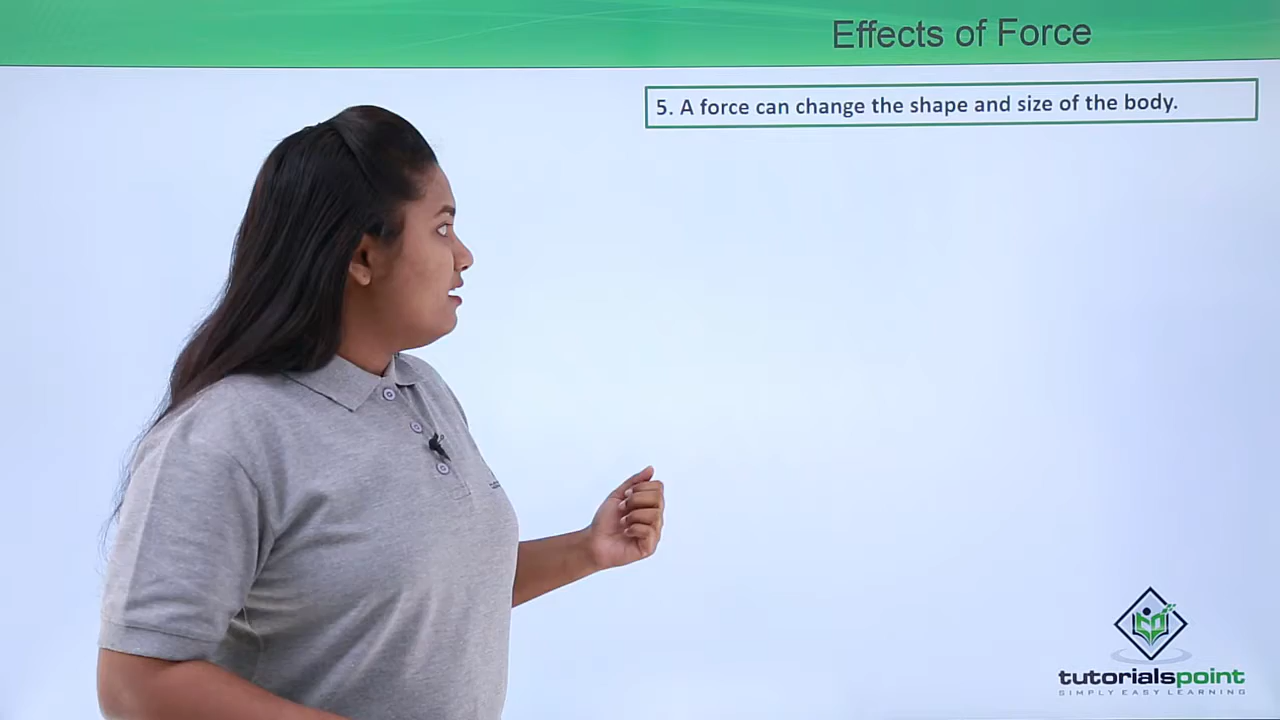 Effects of Force
5. A force can change the shape and size of the body.
tutorialspoint
SIMPLY EASY LEARNING